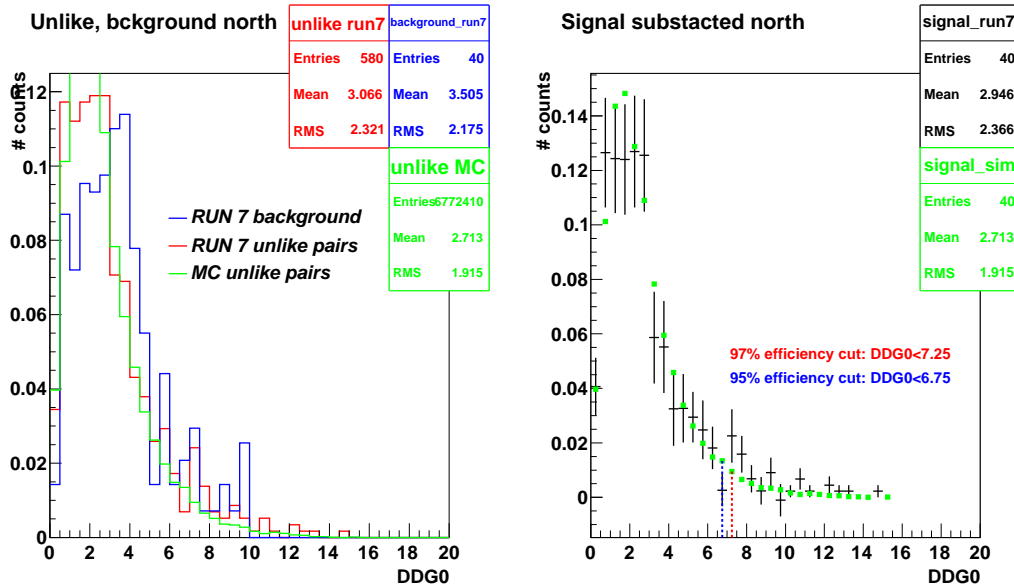 Unlike, bckground north
unlike run7
Entries 580
Mean 3.066
RMS 2.321
background_run7
Entries 40
Mean 3.505
RMS 2.175
unlike MC
Entries6772410
Mean 2.713
RMS 1.915
# counts
0.12
0.1
0.08
0.06
0.04
0.02
0
RUN 7 background
RUN 7 unlike pairs
MC unlike pairs
0 2 4 6 8 10 12 14 16 18 20
DDG0
Signal substacted north
signal_run7
Entries 40
Mean 2.946
RMS 2.366
signal_sim
Entries 40
Mean 2.713
RMS 1.915
# counts
0.14
0.12
0.1
0.08
0.06
0.04
0.02
0
97% efficiency cut: DDG0<7.25
95% efficiency cut: DDG0<6.75
0 2 4 6 8 10 12 14 16 18 20
DDG0